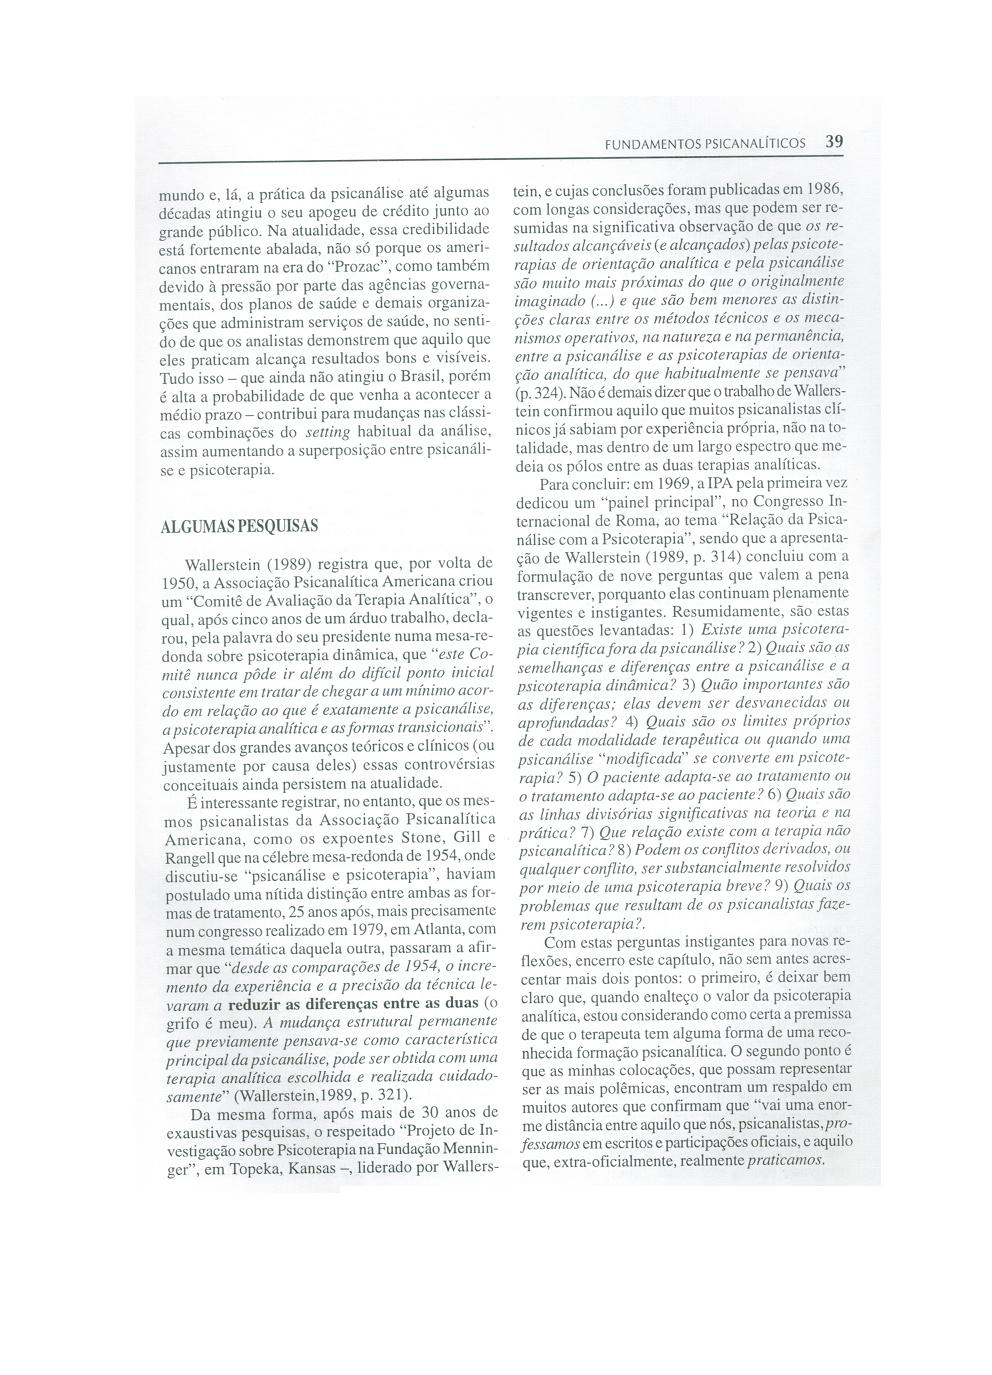 FUNDAMENTOS PSICANALÍTICOS 39
mundo e, lá, a prática da psicanálise até algumas
décadas atingiu o seu apogeu de crédito junto ao
grande público. Na atualidade, essa credibilidade
está fortemente abalada, não só porque os ameri-
canos entraram na era do “Prozac”, como também
devido à pressão por parte das agências governa-
mentais, dos planos de saúde e demais organiza-
ções que administram serviços de saúde, no senti-
do de que os analistas demonstrem que aquilo que
eles praticam alcança resultados bons e visíveis.
Tudo isso – que ainda não atingiu o Brasil, porém
é alta a probabilidade de que venha a acontecer a
médio prazo – contribui para mudanças nas clássi-
cas combinações do setting habitual da análise,
assim aumentando a superposição entre psicanáli-
se e psicoterapia.
ALGUMAS PESQUISAS
Wallerstein (1989) registra que, por volta de
1950, a Associação Psicanalítica Americana criou
um “Comitê de Avaliação da Terapia Analítica”, o
qual, após cinco anos de um árduo trabalho, decla-
rou, pela palavra do seu presidente numa mesa-re-
donda sobre psicoterapia dinâmica, que “este Co-
mitê nunca pôde ir além do difícil ponto inicial
consistente em tratar de chegar a um mínimo acor-
do em relação ao que é exatamente a psicanálise,
a psicoterapia analítica e as formas transicionais”.
Apesar dos grandes avanços teóricos e clínicos (ou
justamente por causa deles) essas controvérsias
conceituais ainda persistem na atualidade.
É interessante registrar, no entanto, que os mes-
mos psicanalistas da Associação Psicanalítica
Americana, como os expoentes Stone, Gill e
Rangell que na célebre mesa-redonda de 1954, onde
discutiu-se “psicanálise e psicoterapia”, haviam
postulado uma nítida distinção entre ambas as for-
mas de tratamento, 25 anos após, mais precisamente
num congresso realizado em 1979, em Atlanta, com
a mesma temática daquela outra, passaram a afir-
mar que “desde as comparações de 1954, o incre-
mento da experiência e a precisão da técnica le-
varam a reduzir as diferenças entre as duas (o
grifo é meu). A mudança estrutural permanente
que previamente pensava-se como característica
principal da psicanálise, pode ser obtida com uma
terapia analítica escolhida e realizada cuidado-
samente” (Wallerstein,1989, p. 321).
Da mesma forma, após mais de 30 anos de
exaustivas pesquisas, o respeitado “Projeto de In-
vestigação sobre Psicoterapia na Fundação Mennin-
ger”, em Topeka, Kansas –, liderado por Wallers-
tein, e cujas conclusões foram publicadas em 1986,
com longas considerações, mas que podem ser re-
sumidas na significativa observação de que os re-
sultados alcançáveis (e alcançados) pelas psicote-
rapias de orientação analítica e pela psicanálise
são muito mais próximas do que o originalmente
imaginado (...) e que são bem menores as distin-
ções claras entre os métodos técnicos e os meca-
nismos operativos, na natureza e na permanência,
entre a psicanálise e as psicoterapias de orienta-
ção analítica, do que habitualmente se pensava”
(p. 324). Não é demais dizer que o trabalho de Wallers-
tein confirmou aquilo que muitos psicanalistas clí-
nicos já sabiam por experiência própria, não na to-
talidade, mas dentro de um largo espectro que me-
deia os pólos entre as duas terapias analíticas.
Para concluir: em 1969, a IPA pela primeira vez
dedicou um “painel principal”, no Congresso In-
ternacional de Roma, ao tema “Relação da Psica-
nálise com a Psicoterapia”, sendo que a apresenta-
ção de Wallerstein (1989, p. 314) concluiu com a
formulação de nove perguntas que valem a pena
transcrever, porquanto elas continuam plenamente
vigentes e instigantes. Resumidamente, são estas
as questões levantadas: 1) Existe uma psicotera-
pia científica fora da psicanálise? 2) Quais são as
semelhanças e diferenças entre a psicanálise e a
psicoterapia dinâmica? 3) Quão importantes são
as diferenças; elas devem ser desvanecidas ou
aprofundadas? 4) Quais são os limites próprios
de cada modalidade terapêutica ou quando uma
psicanálise “modificada” se converte em psicote-
rapia? 5) O paciente adapta-se ao tratamento ou
o tratamento adapta-se ao paciente? 6) Quais são
as linhas divisórias significativas na teoria e na
prática? 7) Que relação existe com a terapia não
psicanalítica? 8) Podem os conflitos derivados, ou
qualquer conflito, ser substancialmente resolvidos
por meio de uma psicoterapia breve? 9) Quais os
problemas que resultam de os psicanalistas faze-
rem psicoterapia?.
Com estas perguntas instigantes para novas re-
flexões, encerro este capítulo, não sem antes acres-
centar mais dois pontos: o primeiro, é deixar bem
claro que, quando enalteço o valor da psicoterapia
analítica, estou considerando como certa a premissa
de que o terapeuta tem alguma forma de uma reco-
nhecida formação psicanalítica. O segundo ponto é
que as minhas colocações, que possam representar
ser as mais polêmicas, encontram um respaldo em
muitos autores que confirmam que “vai uma enor-
me distância entre aquilo que nós, psicanalistas, pro-
fessamos em escritos e participações oficiais, e aquilo
que, extra-oficialmente, realmente praticamos.